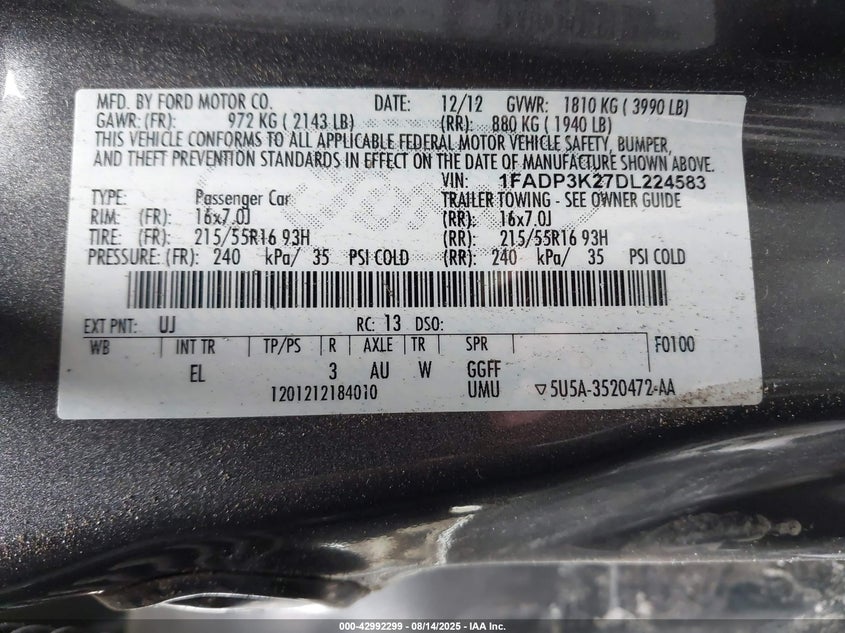 MFD. BY FORD MOTOR CO. DATE: 12/12 GVWR: 1810 KG ( 3990 LB)
GAWR: (FR): 972 KG ( 2143 LB) (RR): 880 KG ( 1940 LB)
THIS VEHICLE CONFORMS TO ALL APPLICABLE FEDERAL MOTOR VEHICLE SAFETY, BUMPER,
AND THEFT PREVENTION STANDARDS IN EFFECT ON THE DATE OF MANUFACTURE SHOWN ABOVE.
VIN: 1FADP3K27DL224583
TYPE: Passenger Car TRAILER TOWING - SEE OWNER GUIDE
RIM: (FR): 16x7.0J (RR): 16x7.0J
TIRE: (FR): 215/55R16 93H (RR): 215/55R16 93H
PRESSURE: (FR): 240 kPa/ 35 PSI COLD (RR): 240 kPa/ 35 PSI COLD
EXT PNT: UJ RC: 13 DSO:
WB INT TR TP/PS R AXLE TR SPR F0100
EL 3 AU W GGFF
1201212184010 UMU ▽5U5A-3520472-AA
000-42992299 - 08/14/2025 - IAA Inc.